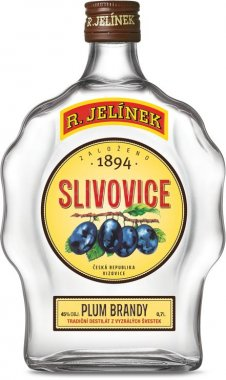 R. JELÍNEK
R. JELÍNEK
ZALOŽENO
1894
SLIVOVICE
ČESKÁ REPUBLIKA
VIZOVICE
45% OBJ. PLUM BRANDY 0,7L
TRADIČNÍ DESTILÁT Z VYZRÁLÝCH ŠVESTEK